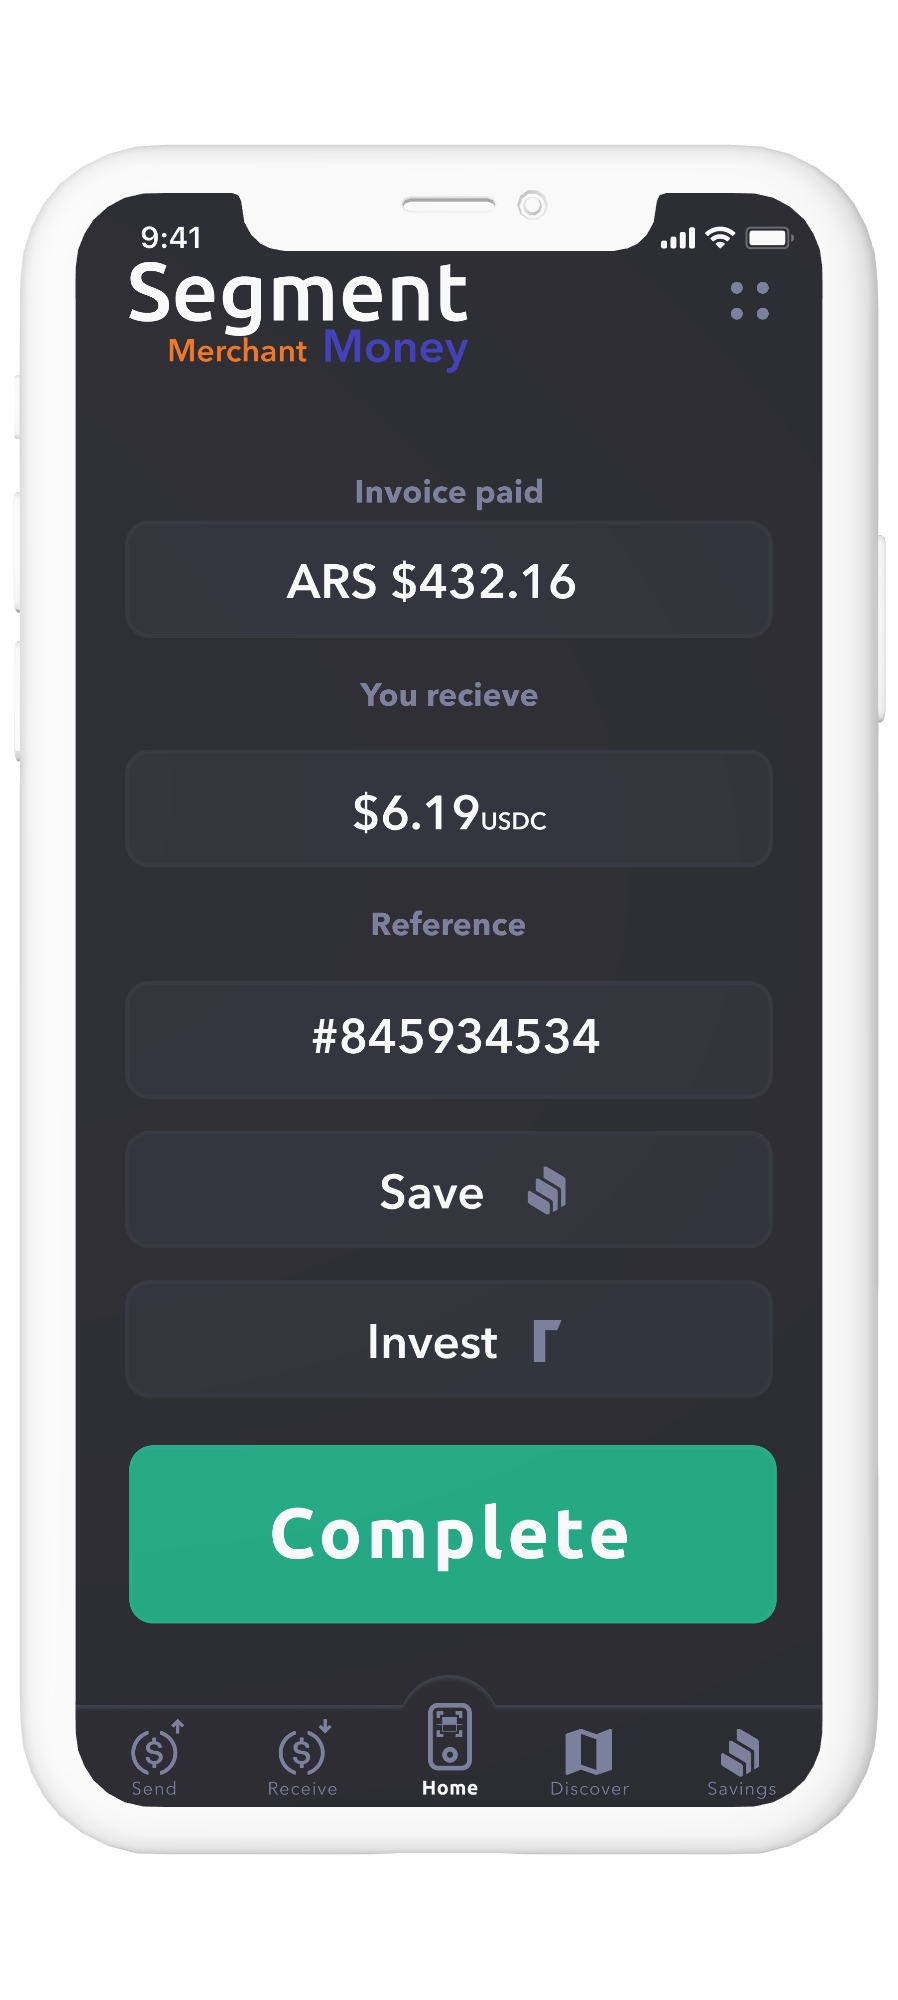 9:41
Segment
Merchant Money
Invoice paid
ARS $432.16
You recieve
$6.19USDC
Reference
#845934534
Save
Invest
Complete
Send Receive Home Discover Savings